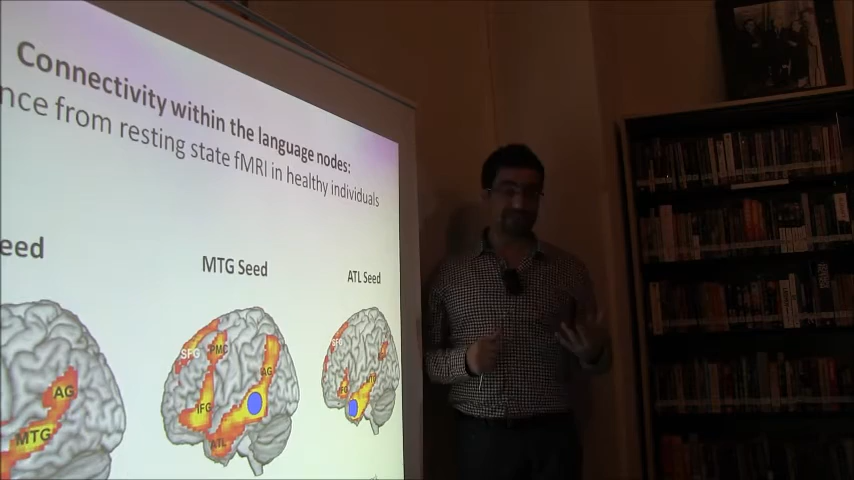 Connectivity within the language nodes:
nce from resting state fMRI in healthy individuals
eed
MTG Seed
ATL Seed
SFG
PMC
AG
AG
IFG
MTG
ATL